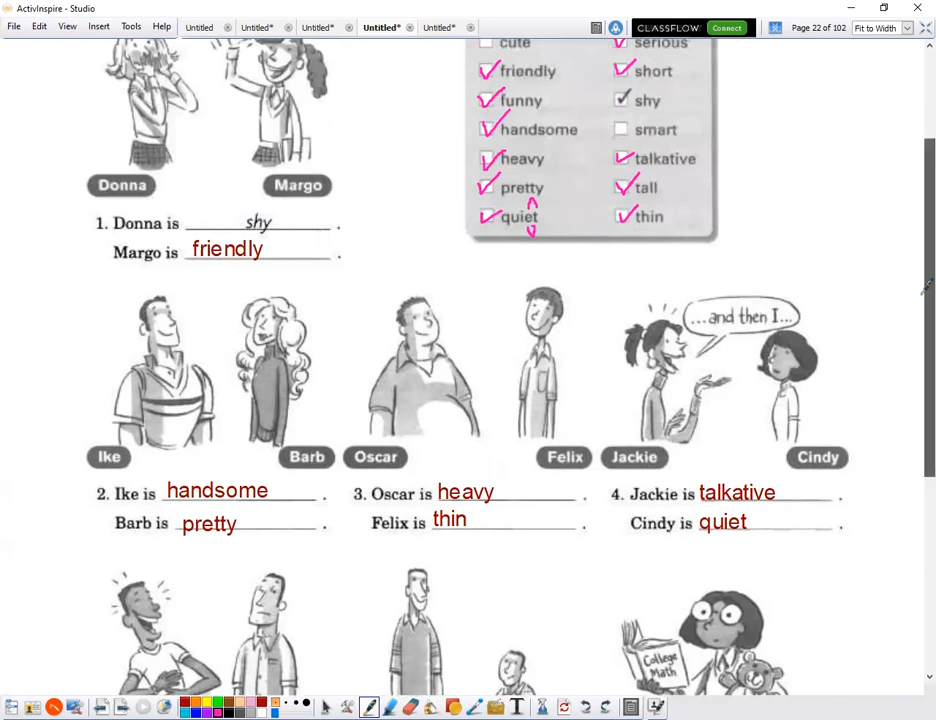 ActivInspire - Studio
File Edit View Insert Tools Help Untitled Untitled* Untitled* Untitled* Untitled* CLASSFLOW Connect Page 22 of 102 Fit to Width
cute serious
friendly short
funny shy
handsome smart
heavy talkative
pretty tall
quiet thin
Donna Margo
1. Donna is shy .
Margo is friendly .
...and then I...
Ike Barb Oscar Felix Jackie Cindy
2. Ike is handsome . 3. Oscar is heavy . 4. Jackie is talkative .
Barb is pretty . Felix is thin . Cindy is quiet .
College
Math